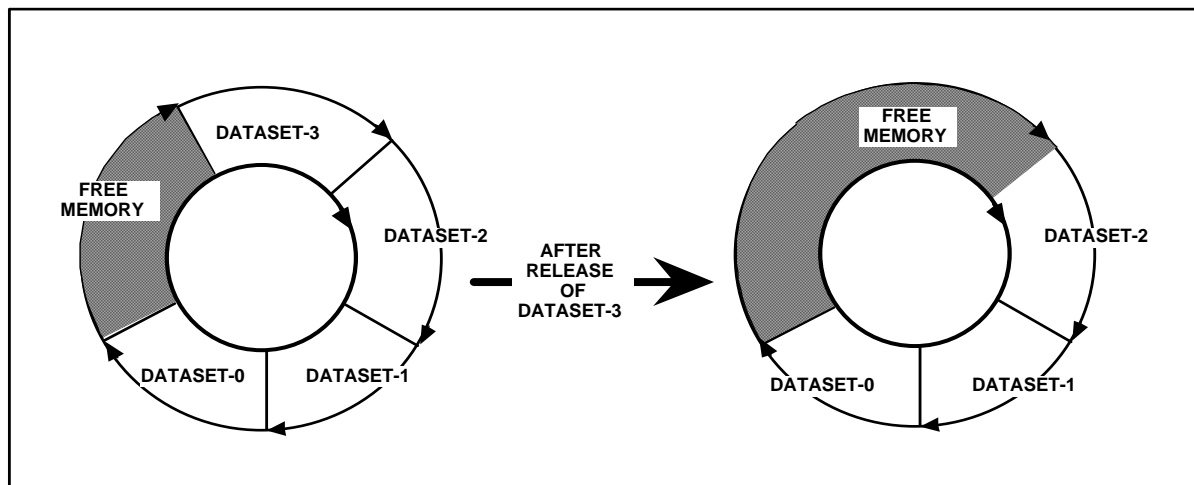 DATASET-3
FREE
MEMORY
DATASET-2
DATASET-0
DATASET-1
AFTER
RELEASE
OF
DATASET-3
FREE
MEMORY
DATASET-2
DATASET-0
DATASET-1